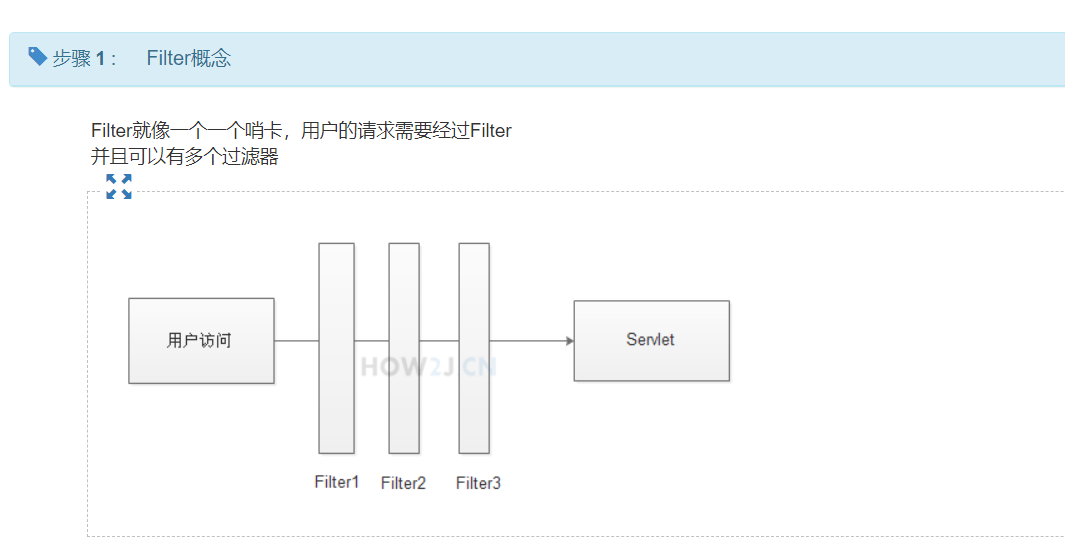 步骤 1 : Filter概念
Filter就像一个一个哨卡，用户的请求需要经过Filter
并且可以有多个过滤器
用户访问
Servlet
HOW2J.CN
Filter1 Filter2 Filter3